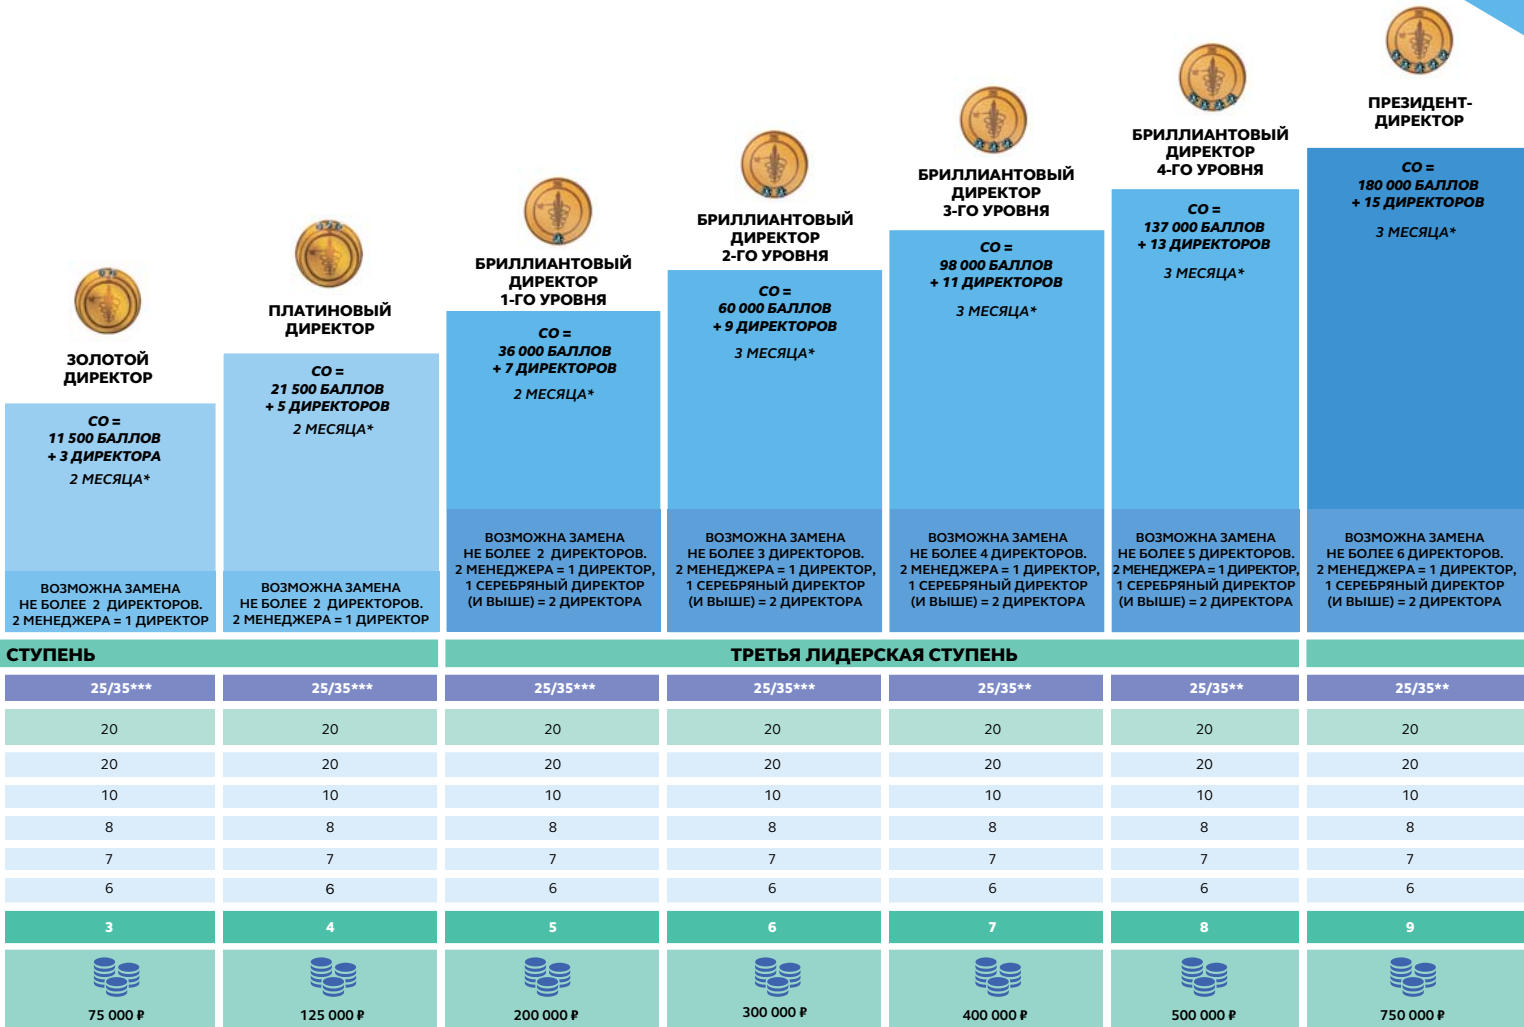 ЗОЛОТОЙ
ДИРЕКТОР
СО =
11 500 БАЛЛОВ
+ 3 ДИРЕКТОРА
2 МЕСЯЦА*
ВОЗМОЖНА ЗАМЕНА
НЕ БОЛЕЕ 2 ДИРЕКТОРОВ.
2 МЕНЕДЖЕРА = 1 ДИРЕКТОР
ПЛАТИНОВЫЙ
ДИРЕКТОР
СО =
21 500 БАЛЛОВ
+ 5 ДИРЕКТОРОВ
2 МЕСЯЦА*
ВОЗМОЖНА ЗАМЕНА
НЕ БОЛЕЕ 2 ДИРЕКТОРОВ.
2 МЕНЕДЖЕРА = 1 ДИРЕКТОР
БРИЛЛИАНТОВЫЙ
ДИРЕКТОР
1-ГО УРОВНЯ
СО =
36 000 БАЛЛОВ
+ 7 ДИРЕКТОРОВ
2 МЕСЯЦА*
ВОЗМОЖНА ЗАМЕНА
НЕ БОЛЕЕ 2 ДИРЕКТОРОВ.
2 МЕНЕДЖЕРА = 1 ДИРЕКТОР,
1 СЕРЕБРЯНЫЙ ДИРЕКТОР
(И ВЫШЕ) = 2 ДИРЕКТОРА
БРИЛЛИАНТОВЫЙ
ДИРЕКТОР
2-ГО УРОВНЯ
СО =
60 000 БАЛЛОВ
+ 9 ДИРЕКТОРОВ
3 МЕСЯЦА*
ВОЗМОЖНА ЗАМЕНА
НЕ БОЛЕЕ 3 ДИРЕКТОРОВ.
2 МЕНЕДЖЕРА = 1 ДИРЕКТОР,
1 СЕРЕБРЯНЫЙ ДИРЕКТОР
(И ВЫШЕ) = 2 ДИРЕКТОРА
БРИЛЛИАНТОВЫЙ
ДИРЕКТОР
3-ГО УРОВНЯ
СО =
98 000 БАЛЛОВ
+ 11 ДИРЕКТОРОВ
3 МЕСЯЦА*
ВОЗМОЖНА ЗАМЕНА
НЕ БОЛЕЕ 4 ДИРЕКТОРОВ.
2 МЕНЕДЖЕРА = 1 ДИРЕКТОР,
1 СЕРЕБРЯНЫЙ ДИРЕКТОР
(И ВЫШЕ) = 2 ДИРЕКТОРА
БРИЛЛИАНТОВЫЙ
ДИРЕКТОР
4-ГО УРОВНЯ
СО =
137 000 БАЛЛОВ
+ 13 ДИРЕКТОРОВ
3 МЕСЯЦА*
ВОЗМОЖНА ЗАМЕНА
НЕ БОЛЕЕ 5 ДИРЕКТОРОВ.
2 МЕНЕДЖЕРА = 1 ДИРЕКТОР,
1 СЕРЕБРЯНЫЙ ДИРЕКТОР
(И ВЫШЕ) = 2 ДИРЕКТОРА
ПРЕЗИДЕНТ-
ДИРЕКТОР
СО =
180 000 БАЛЛОВ
+ 15 ДИРЕКТОРОВ
3 МЕСЯЦА*
ВОЗМОЖНА ЗАМЕНА
НЕ БОЛЕЕ 6 ДИРЕКТОРОВ.
2 МЕНЕДЖЕРА = 1 ДИРЕКТОР,
1 СЕРЕБРЯНЫЙ ДИРЕКТОР
(И ВЫШЕ) = 2 ДИРЕКТОРА
СТУПЕНЬ ТРЕТЬЯ ЛИДЕРСКАЯ СТУПЕНЬ
25/35*** 25/35*** 25/35*** 25/35*** 25/35** 25/35** 25/35**
20 20 20 20 20 20 20
20 20 20 20 20 20 20
10 10 10 10 10 10 10
8 8 8 8 8 8 8
7 7 7 7 7 7 7
6 6 6 6 6 6 6
3 4 5 6 7 8 9
75 000 ₽ 125 000 ₽ 200 000 ₽ 300 000 ₽ 400 000 ₽ 500 000 ₽ 750 000 ₽